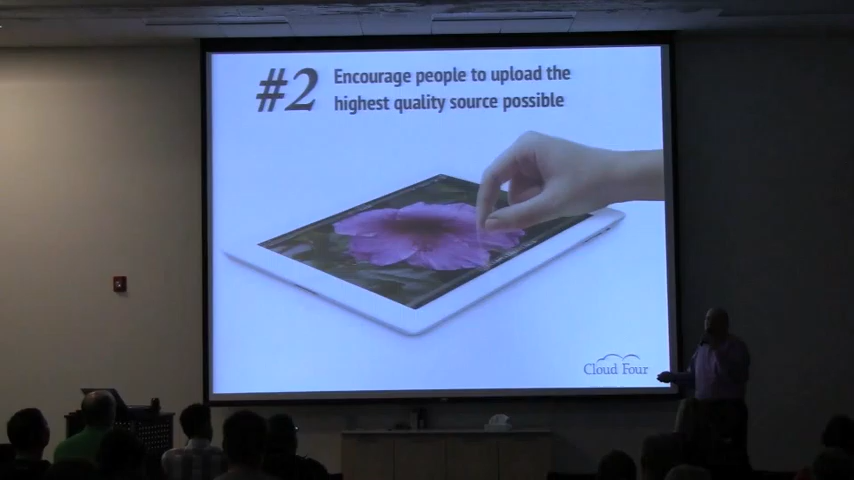 #2 Encourage people to upload the
highest quality source possible
Cloud Four